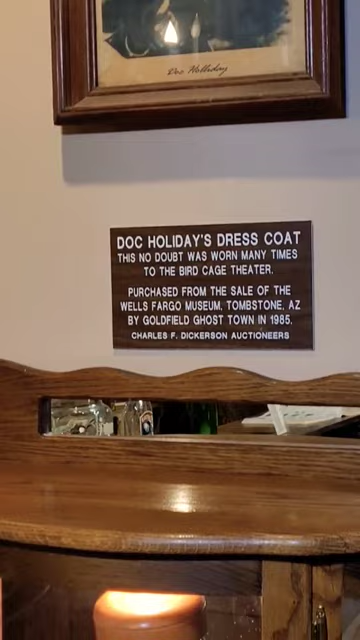 Doc Holliday
DOC HOLIDAY'S DRESS COAT
THIS NO DOUBT WAS WORN MANY TIMES
TO THE BIRD CAGE THEATER.
PURCHASED FROM THE SALE OF THE
WELLS FARGO MUSEUM, TOMBSTONE, AZ
BY GOLDFIELD GHOST TOWN IN 1985.
CHARLES F. DICKERSON AUCTIONEERS